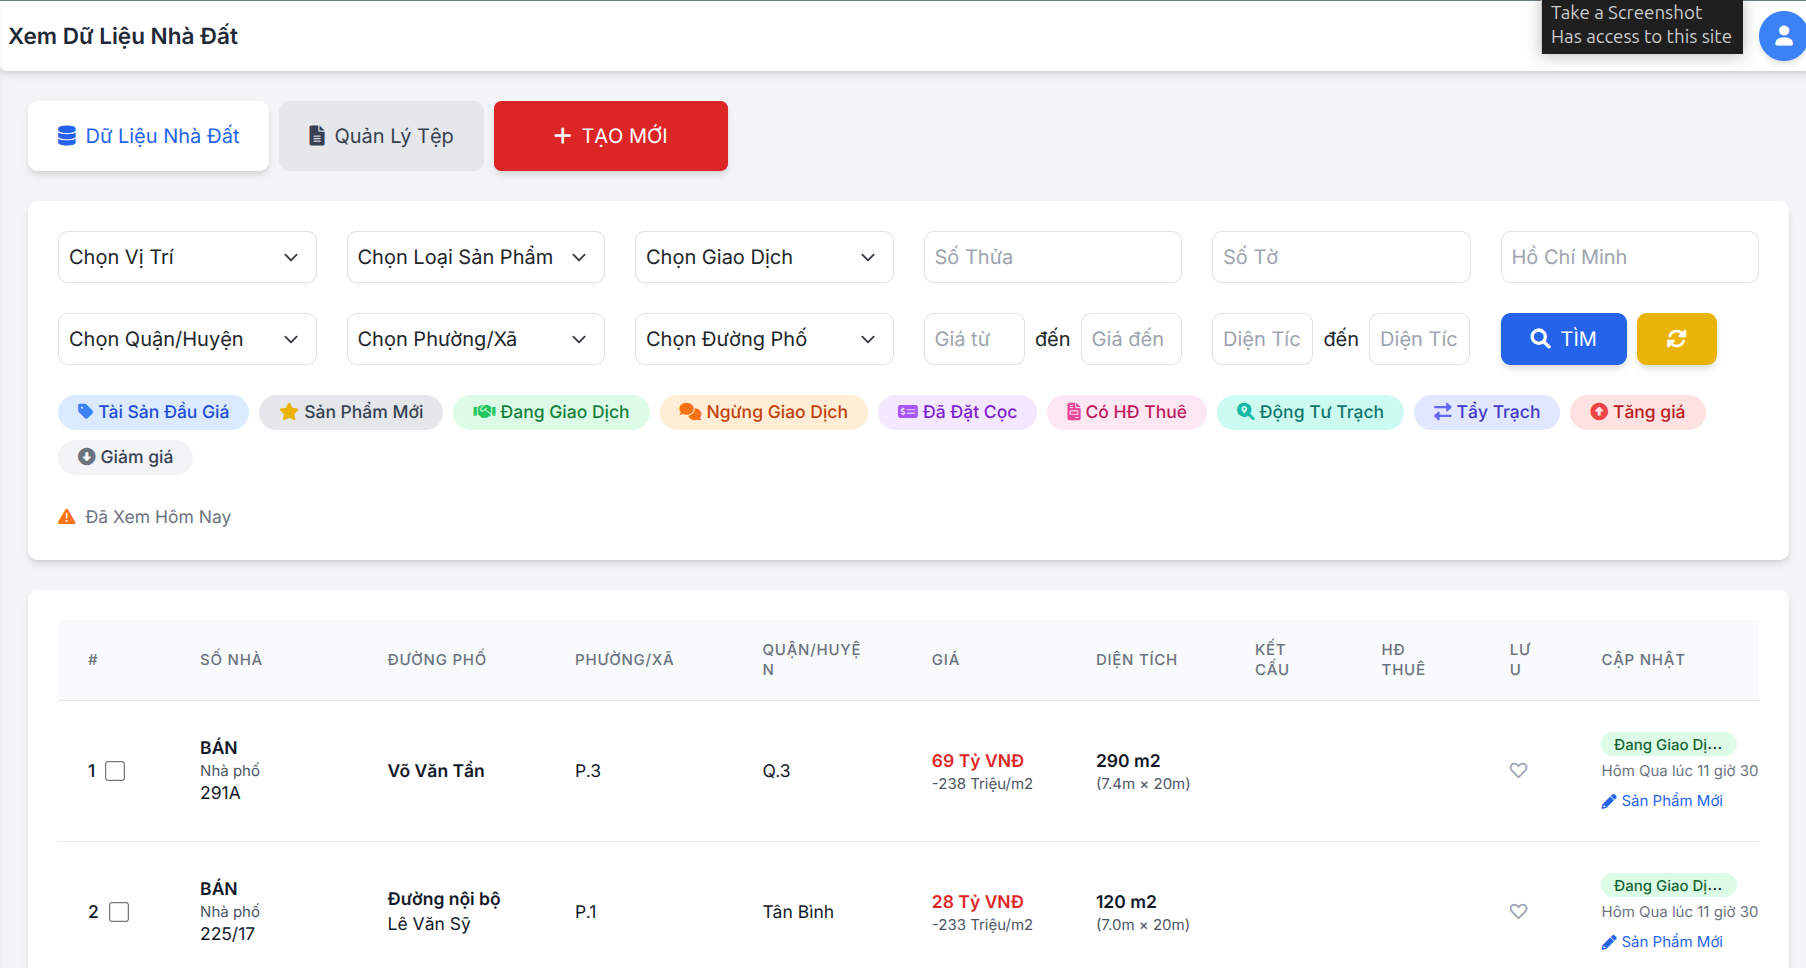 Xem Dữ Liệu Nhà Đất
Take a Screenshot
Has access to this site
Dữ Liệu Nhà Đất
Quản Lý Tệp
TẠO MỚI
Chọn Vị Trí
Chọn Loại Sản Phẩm
Chọn Giao Dịch
Số Thửa
Số Tờ
Hồ Chí Minh
Chọn Quận/Huyện
Chọn Phường/Xã
Chọn Đường Phố
Giá từ
đến
Giá đến
Diện Tíc
đến
Diện Tíc
TÌM
Tài Sản Đầu Giá
Sản Phẩm Mới
Đang Giao Dịch
Ngừng Giao Dịch
Đã Đặt Cọc
Có HĐ Thuê
Động Tư Trạch
Tẩy Trạch
Tăng giá
Giảm giá
Đã Xem Hôm Nay
#
SỐ NHÀ
ĐƯỜNG PHỐ
PHƯỜNG/XÃ
QUẬN/HUYỆ
N
GIÁ
DIỆN TÍCH
KẾT
CẤU
HĐ
THUÊ
LƯ
U
CẬP NHẬT
1
BÁN
Nhà phố
291A
Võ Văn Tần
P.3
Q.3
69 Tỷ VNĐ
-238 Triệu/m2
290 m2
(7.4m × 20m)
Đang Giao Dị...
Hôm Qua lúc 11 giờ 30
Sản Phẩm Mới
2
BÁN
Nhà phố
225/17
Đường nội bộ
Lê Văn Sỹ
P.1
Tân Bình
28 Tỷ VNĐ
-233 Triệu/m2
120 m2
(7.0m × 20m)
Đang Giao Dị...
Hôm Qua lúc 11 giờ 30
Sản Phẩm Mới